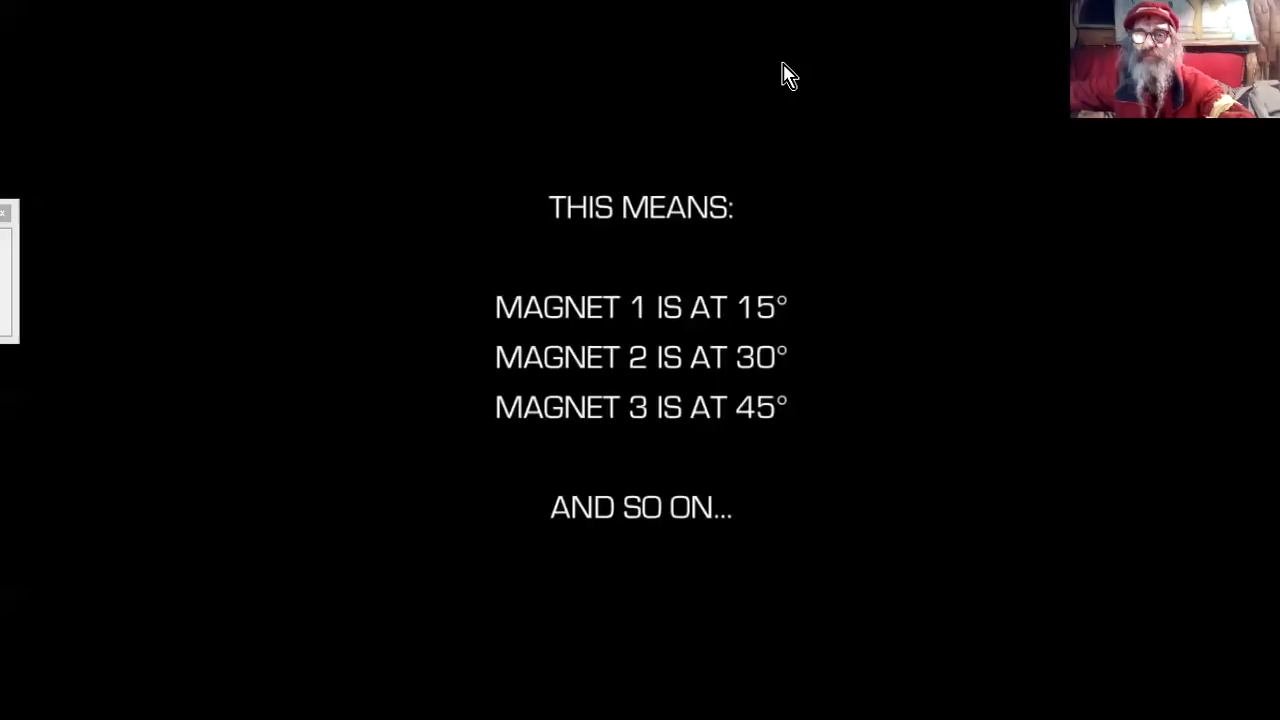 THIS MEANS:
MAGNET 1 IS AT 15°
MAGNET 2 IS AT 30°
MAGNET 3 IS AT 45°
AND SO ON...